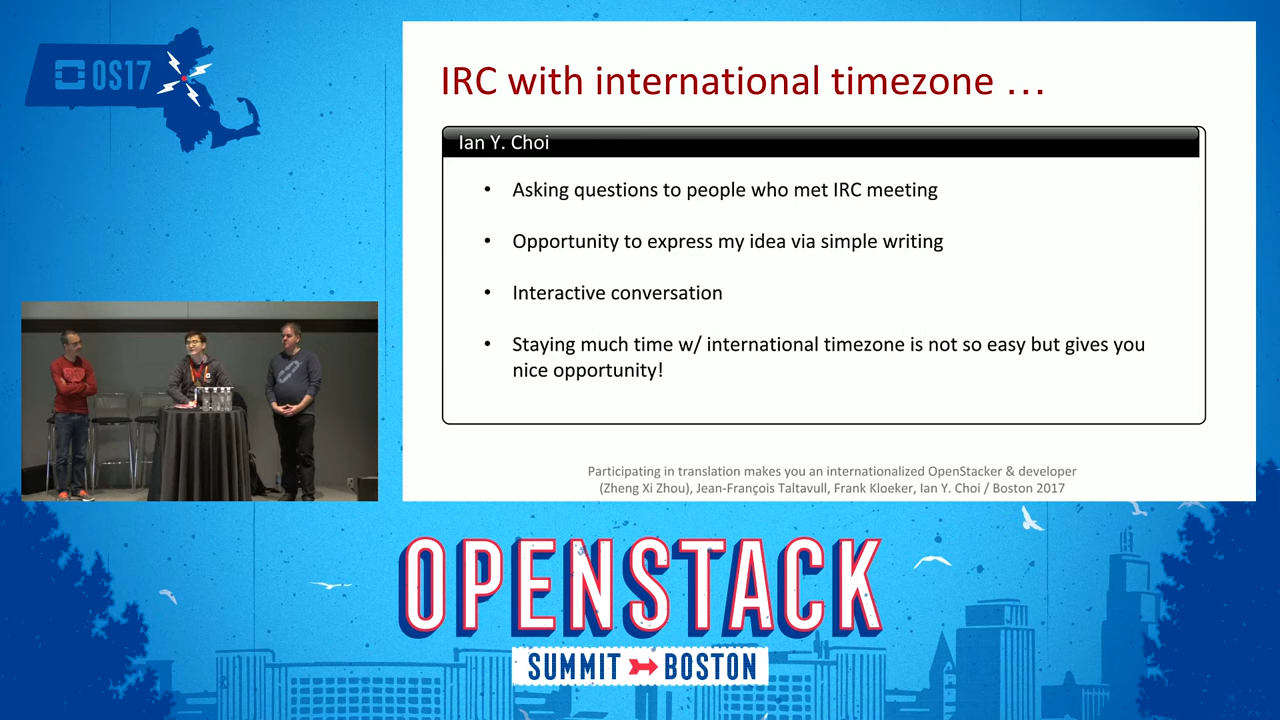 OS17
IRC with international timezone …
Ian Y. Choi
• Asking questions to people who met IRC meeting
• Opportunity to express my idea via simple writing
• Interactive conversation
• Staying much time w/ international timezone is not so easy but gives you
nice opportunity!
Participating in translation makes you an internationalized OpenStacker & developer
(Zheng Xi Zhou), Jean-François Taltavull, Frank Kloeker, Ian Y. Choi / Boston 2017
OPENSTACK
SUMMIT BOSTON